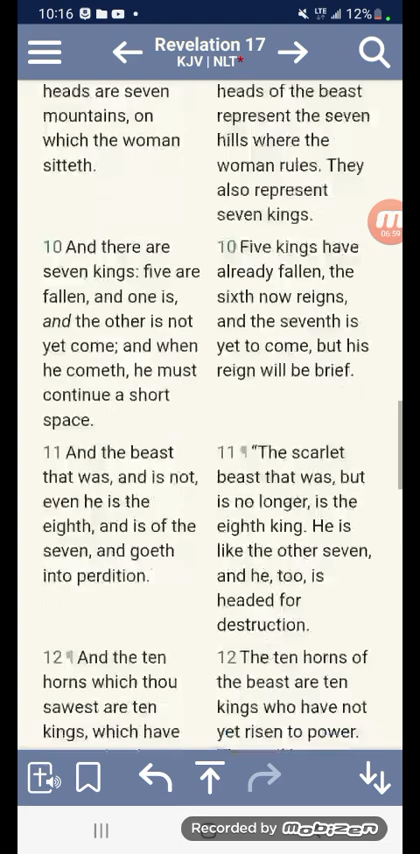 10:16
LTE
12%
Revelation 17
KJV | NLT*
heads are seven
mountains, on
which the woman
sitteth.
10 And there are
seven kings: five are
fallen, and one is,
and the other is not
yet come; and when
he cometh, he must
continue a short
space.
11 And the beast
that was, and is not,
even he is the
eighth, and is of the
seven, and goeth
into perdition.
12 ¶ And the ten
horns which thou
sawest are ten
kings, which have
heads of the beast
represent the seven
hills where the
woman rules. They
also represent
seven kings.
10 Five kings have
already fallen, the
sixth now reigns,
and the seventh is
yet to come, but his
reign will be brief.
11 ¶ “The scarlet
beast that was, but
is no longer, is the
eighth king. He is
like the other seven,
and he, too, is
headed for
destruction.
12 The ten horns of
the beast are ten
kings who have not
yet risen to power.
06:59
Recorded by Mobizen